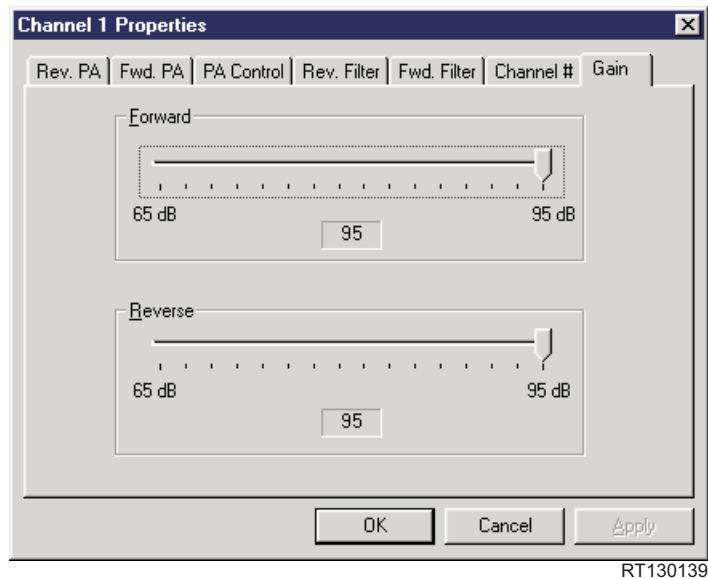 Channel 1 Properties
Rev. PA Fwd. PA PA Control Rev. Filter Fwd. Filter Channel # Gain
Forward
65 dB 95 dB
95
Reverse
65 dB 95 dB
95
OK Cancel Apply
RT130139